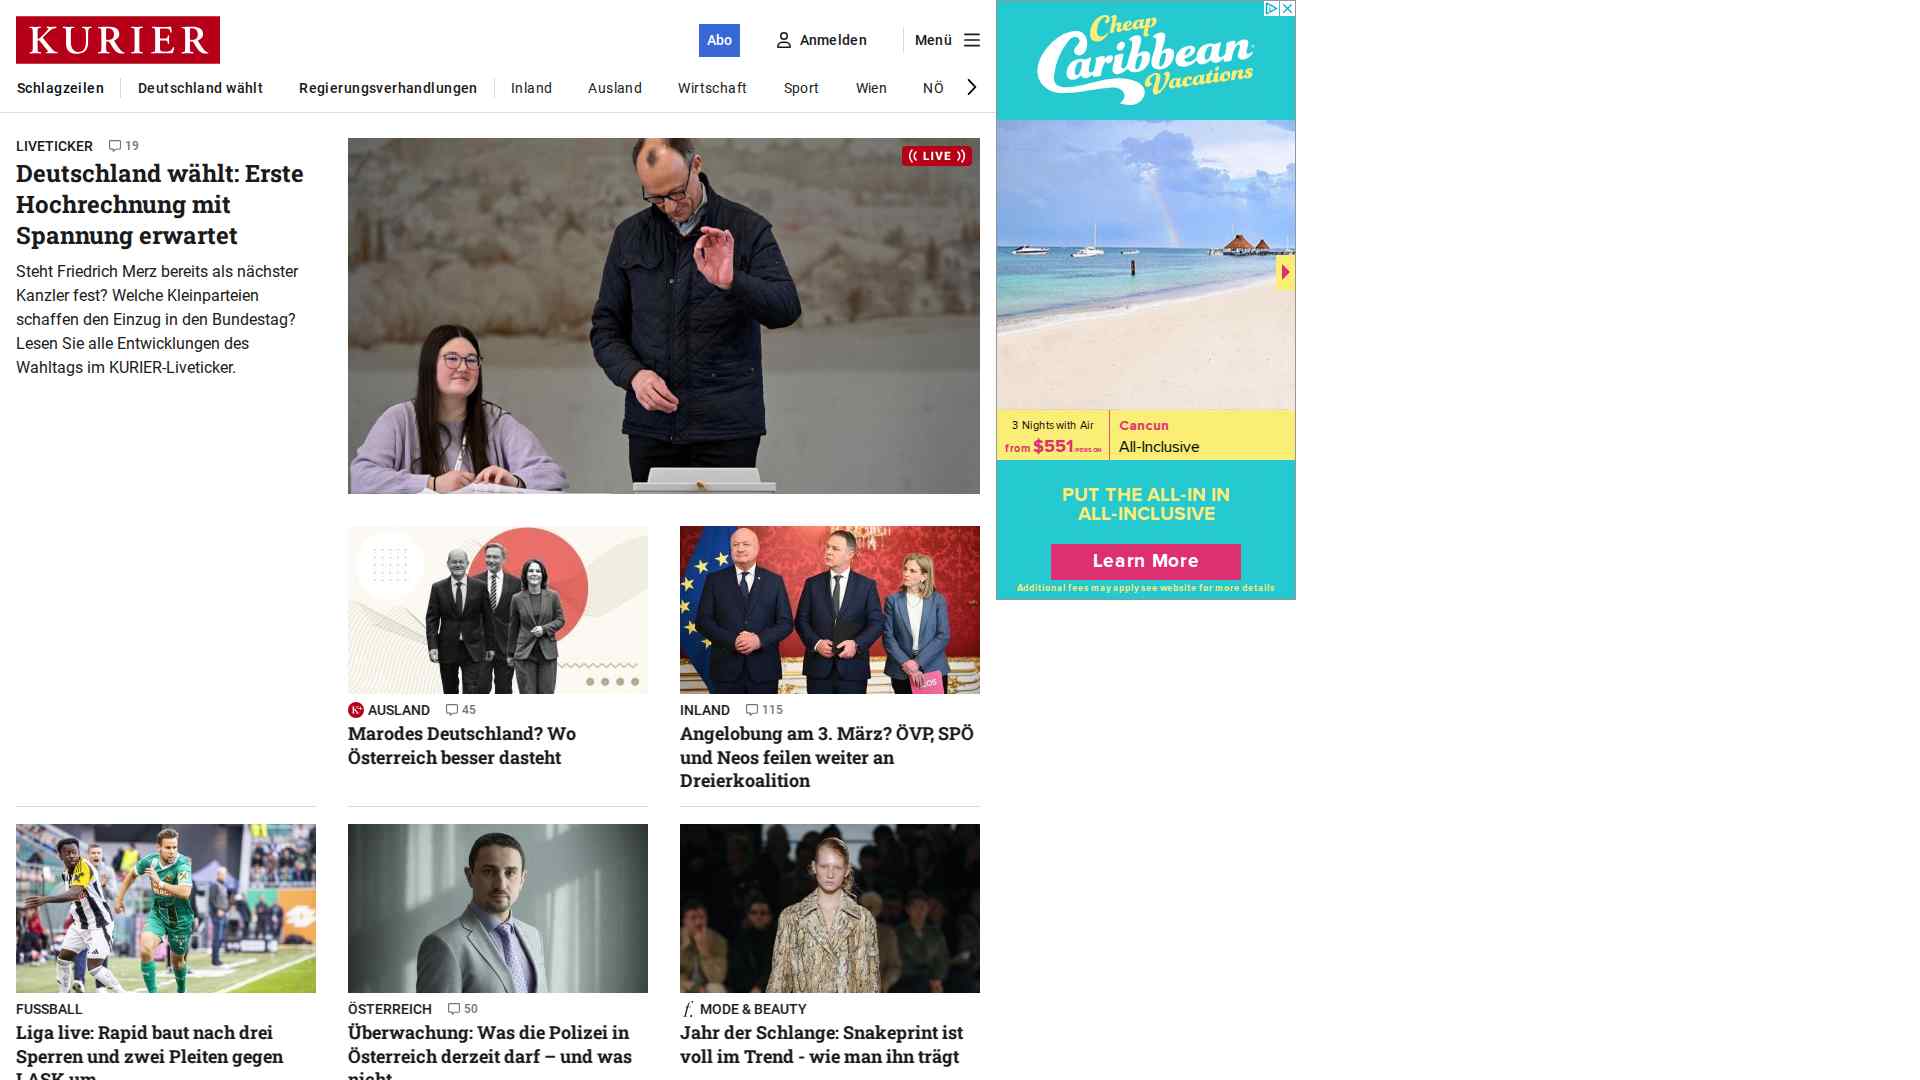 KURIER
Abo
Anmelden
Menü
Schlagzeilen
Deutschland wählt
Regierungsverhandlungen
Inland
Ausland
Wirtschaft
Sport
Wien
NÖ
LIVETICKER 19
Deutschland wählt: Erste
Hochrechnung mit
Spannung erwartet
Steht Friedrich Merz bereits als nächster
Kanzler fest? Welche Kleinparteien
schaffen den Einzug in den Bundestag?
Lesen Sie alle Entwicklungen des
Wahltags im KURIER-Liveticker.
LIVE
K+ AUSLAND 45
Marodes Deutschland? Wo
Österreich besser dasteht
INLAND 115
Angelobung am 3. März? ÖVP, SPÖ
und Neos feilen weiter an
Dreierkoalition
FUSSBALL
Liga live: Rapid baut nach drei
Sperren und zwei Pleiten gegen
LASK um
ÖSTERREICH 50
Überwachung: Was die Polizei in
Österreich derzeit darf – und was
nicht
f. MODE & BEAUTY
Jahr der Schlange: Snakeprint ist
voll im Trend - wie man ihn trägt
Cheap
Caribbean
Vacations
3 Nights with Air
from $551 PERSON
Cancun
All-Inclusive
PUT THE ALL-IN IN
ALL-INCLUSIVE
Learn More
Additional fees may apply see website for more details